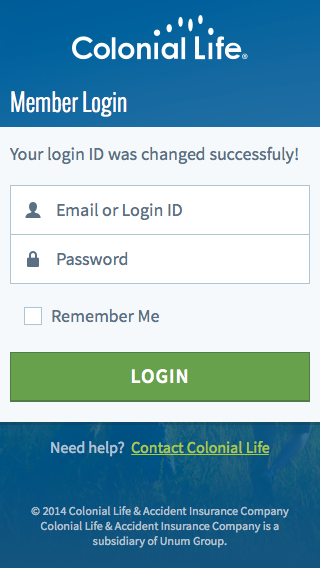 Colonial Life®
Member Login
Your login ID was changed successfuly!
Email or Login ID
Password
Remember Me
LOGIN
Need help? Contact Colonial Life
© 2014 Colonial Life & Accident Insurance Company
Colonial Life & Accident Insurance Company is a
subsidiary of Unum Group.